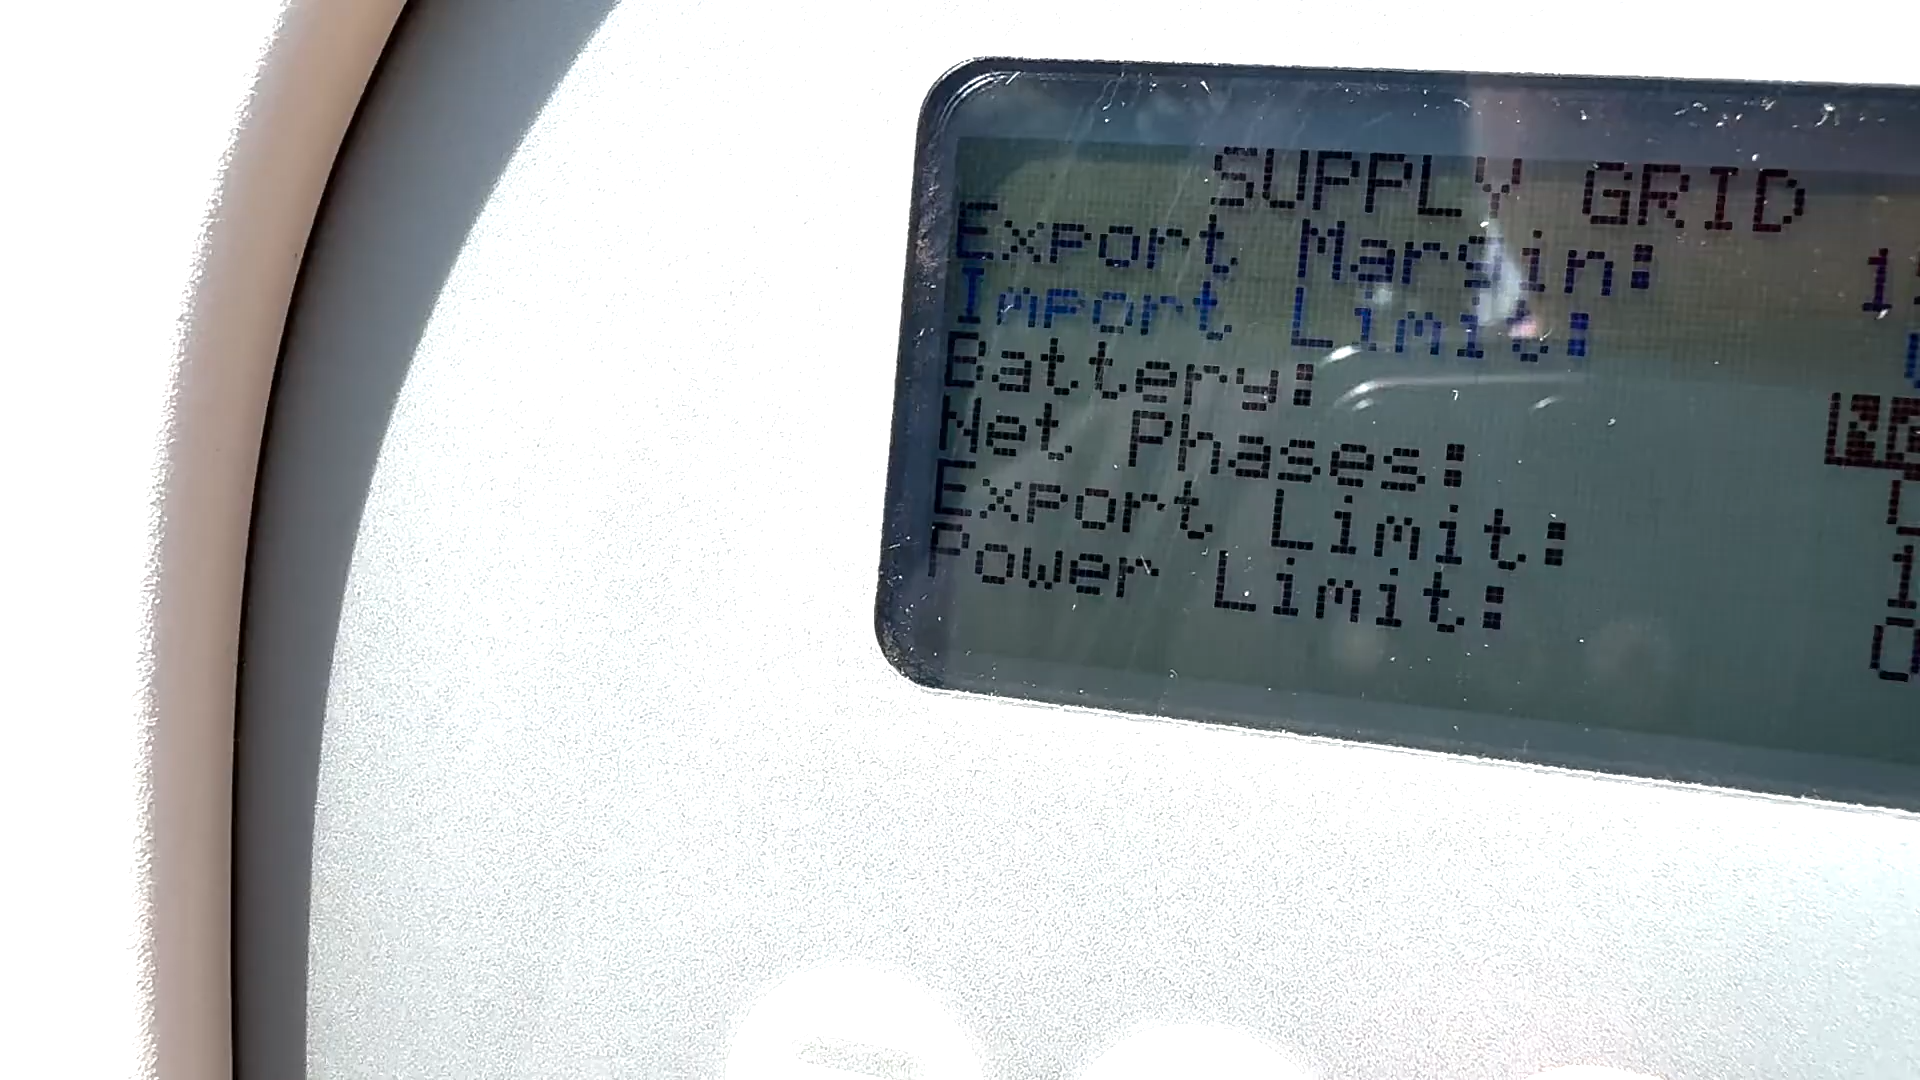 SUPPLY GRID
Export Margin:
Import Limit:
Battery:
Net Phases:
Export Limit:
Power Limit: